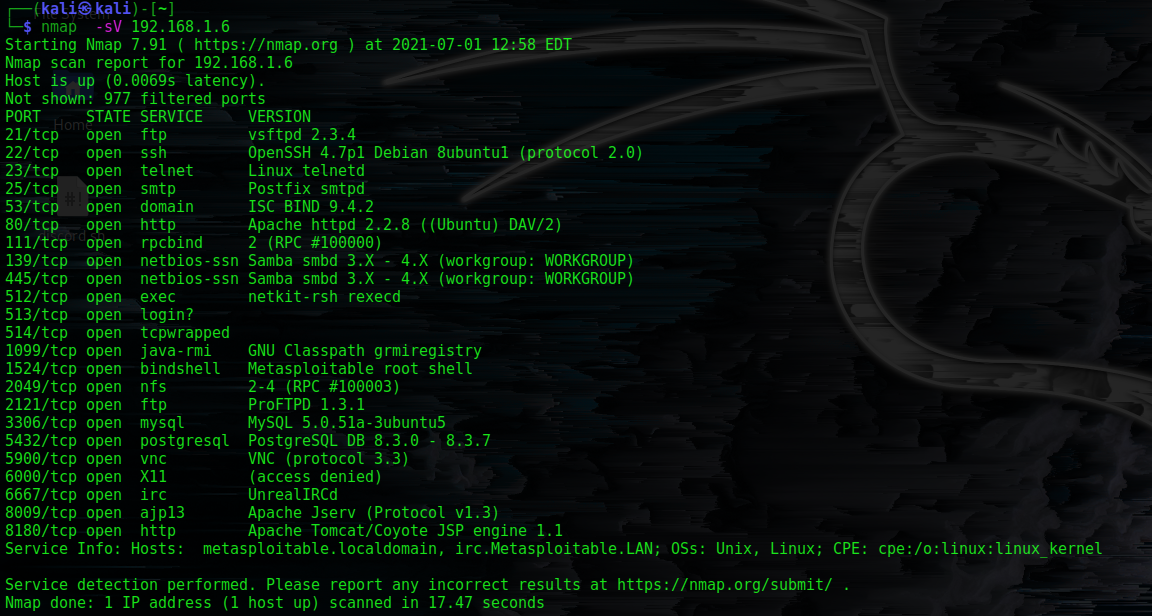 File System
┌──(kali㉿kali)-[~]
└─$ nmap  -sV 192.168.1.6
Starting Nmap 7.91 ( https://nmap.org ) at 2021-07-01 12:58 EDT
Nmap scan report for 192.168.1.6
Host is up (0.0069s latency).
Not shown: 977 filtered ports
PORT     STATE SERVICE     VERSION
Home
21/tcp   open  ftp         vsftpd 2.3.4
22/tcp   open  ssh         OpenSSH 4.7p1 Debian 8ubuntu1 (protocol 2.0)
23/tcp   open  telnet      Linux telnetd
25/tcp   open  smtp        Postfix smtpd
53/tcp   open  domain      ISC BIND 9.4.2
80/tcp   open  http        Apache httpd 2.2.8 ((Ubuntu) DAV/2)
111/tcp  open  rpcbind     2 (RPC #100000)
139/tcp  open  netbios-ssn Samba smbd 3.X - 4.X (workgroup: WORKGROUP)
445/tcp  open  netbios-ssn Samba smbd 3.X - 4.X (workgroup: WORKGROUP)
512/tcp  open  exec        netkit-rsh rexecd
513/tcp  open  login?
514/tcp  open  tcpwrapped
1099/tcp open  java-rmi    GNU Classpath grmiregistry
1524/tcp open  bindshell   Metasploitable root shell
2049/tcp open  nfs         2-4 (RPC #100003)
2121/tcp open  ftp         ProFTPD 1.3.1
3306/tcp open  mysql       MySQL 5.0.51a-3ubuntu5
5432/tcp open  postgresql  PostgreSQL DB 8.3.0 - 8.3.7
5900/tcp open  vnc         VNC (protocol 3.3)
6000/tcp open  X11         (access denied)
6667/tcp open  irc         UnrealIRCd
8009/tcp open  ajp13       Apache Jserv (Protocol v1.3)
8180/tcp open  http        Apache Tomcat/Coyote JSP engine 1.1
Service Info: Hosts:  metasploitable.localdomain, irc.Metasploitable.LAN; OSs: Unix, Linux; CPE: cpe:/o:linux:linux_kernel
Service detection performed. Please report any incorrect results at https://nmap.org/submit/ .
Nmap done: 1 IP address (1 host up) scanned in 17.47 seconds